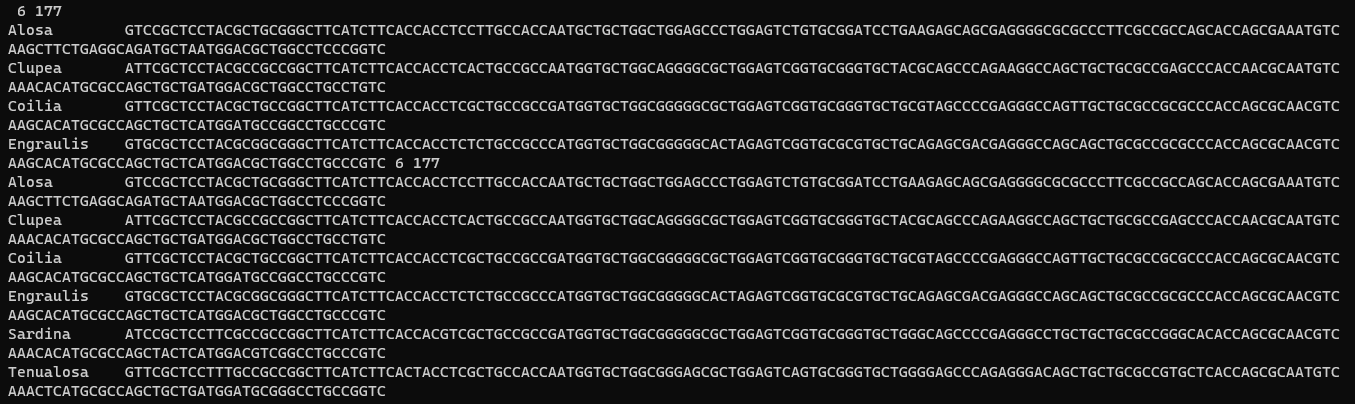 6 177
Alosa        GTCCGCTCCTACGCTGCGGGCTTCATCTTCACCACCTCCTTGCCACCAATGCTGCTGGCTGGAGCCCTGGAGTCTGTGCGGATCCTGAAGAGCAGCGAGGGGCGCGCCCTTCGCCGCCAGCACCAGCGAAATGTC
AAGCTTCTGAGGCAGATGCTAATGGACGCTGGCCTCCCGGTC
Clupea       ATTCGCTCCTACGCCGCCGGCTTCATCTTCACCACCTCACTGCCGCCAATGGTGCTGGCAGGGGCGCTGGAGTCGGTGCGGGTGCTACGCAGCCCAGAAGGCCAGCTGCTGCGCCGAGCCCACCAACGCAATGTC
AAACACATGCGCCAGCTGCTGATGGACGCTGGCCTGCCTGTC
Coilia       GTTCGCTCCTACGCTGCCGGCTTCATCTTCACCACCTCGCTGCCGCCGATGGTGCTGGCGGGGGCGCTGGAGTCGGTGCGGGTGCTGCGTAGCCCCGAGGGCCAGTTGCTGCGCCGCGCCCACCAGCGCAACGTC
AAGCACATGCGCCAGCTGCTCATGGATGCCGGCCTGCCCGTC
Engraulis    GTGCGCTCCTACGCGGCGGGCTTCATCTTCACCACCTCTCTGCCGCCCATGGTGCTGGCGGGGGCACTAGAGTCGGTGCGCGTGCTGCAGAGCGACGAGGGCCAGCAGCTGCGCCGCGCCCACCAGCGCAACGTC
AAGCACATGCGCCAGCTGCTCATGGACGCTGGCCTGCCCGTC 6 177
Alosa        GTCCGCTCCTACGCTGCGGGCTTCATCTTCACCACCTCCTTGCCACCAATGCTGCTGGCTGGAGCCCTGGAGTCTGTGCGGATCCTGAAGAGCAGCGAGGGGCGCGCCCTTCGCCGCCAGCACCAGCGAAATGTC
AAGCTTCTGAGGCAGATGCTAATGGACGCTGGCCTCCCGGTC
Clupea       ATTCGCTCCTACGCCGCCGGCTTCATCTTCACCACCTCACTGCCGCCAATGGTGCTGGCAGGGGCGCTGGAGTCGGTGCGGGTGCTACGCAGCCCAGAAGGCCAGCTGCTGCGCCGAGCCCACCAACGCAATGTC
AAACACATGCGCCAGCTGCTGATGGACGCTGGCCTGCCTGTC
Coilia       GTTCGCTCCTACGCTGCCGGCTTCATCTTCACCACCTCGCTGCCGCCGATGGTGCTGGCGGGGGCGCTGGAGTCGGTGCGGGTGCTGCGTAGCCCCGAGGGCCAGTTGCTGCGCCGCGCCCACCAGCGCAACGTC
AAGCACATGCGCCAGCTGCTCATGGATGCCGGCCTGCCCGTC
Engraulis    GTGCGCTCCTACGCGGCGGGCTTCATCTTCACCACCTCTCTGCCGCCCATGGTGCTGGCGGGGGCACTAGAGTCGGTGCGCGTGCTGCAGAGCGACGAGGGCCAGCAGCTGCGCCGCGCCCACCAGCGCAACGTC
AAGCACATGCGCCAGCTGCTCATGGACGCTGGCCTGCCCGTC
Sardina      ATCCGCTCCTTCGCCGCCGGCTTCATCTTCACCACGTCGCTGCCGCCGATGGTGCTGGCGGGGGCGCTGGAGTCGGTGCGGGTGCTGGGCAGCCCCGAGGGCCTGCTGCTGCGCCGGGCACACCAGCGCAACGTC
AAACACATGCGCCAGCTACTCATGGACGTCGGCCTGCCCGTC
Tenualosa    GTTCGCTCCTTTGCCGCCGGCTTCATCTTCACTACCTCGCTGCCACCAATGGTGCTGGCGGGAGCGCTGGAGTCAGTGCGGGTGCTGGGGAGCCCAGAGGGACAGCTGCTGCGCCGTGCTCACCAGCGCAATGTC
AAACTCATGCGCCAGCTGCTGATGGATGCGGGCCTGCCGGTC